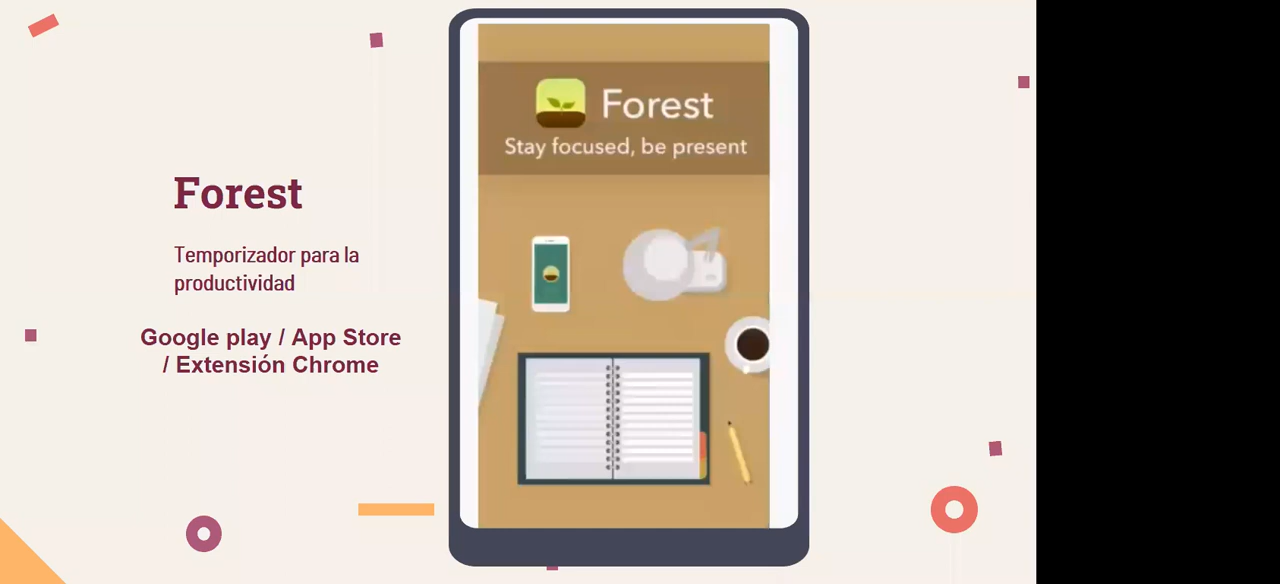 Forest
Temporizador para la
productividad
Google play / App Store
/ Extensión Chrome
Forest
Stay focused, be present